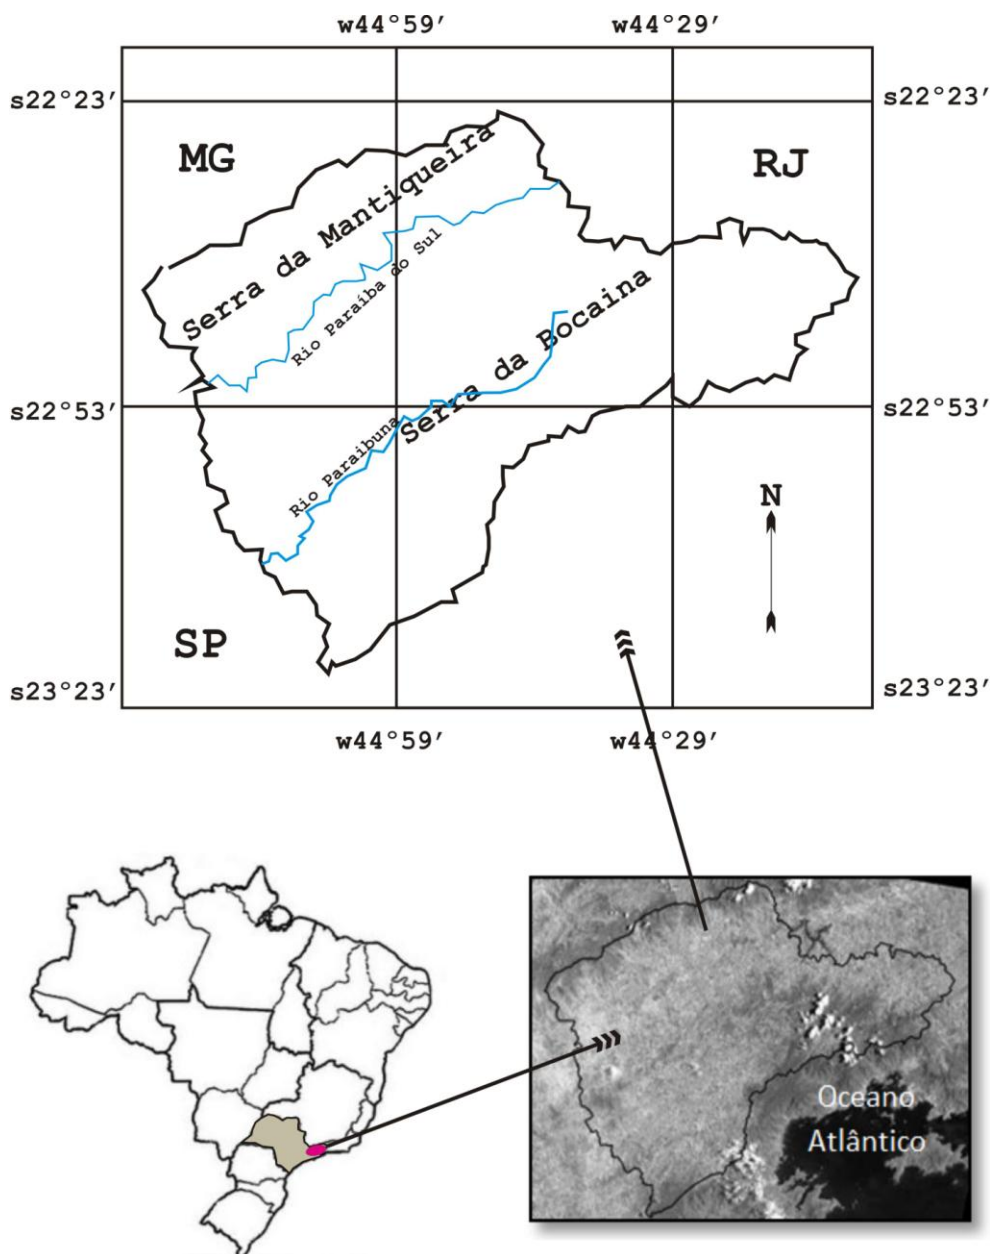 w44°59′ w44°29′
s22°23′ s22°23′
MG RJ
Serra da Mantiqueira
Rio Paraíba do Sul
Serra da Bocaina
s22°53′ s22°53′
Rio Paraibuna
N
SP
s23°23′ s23°23′
w44°59′ w44°29′
Oceano
Atlântico